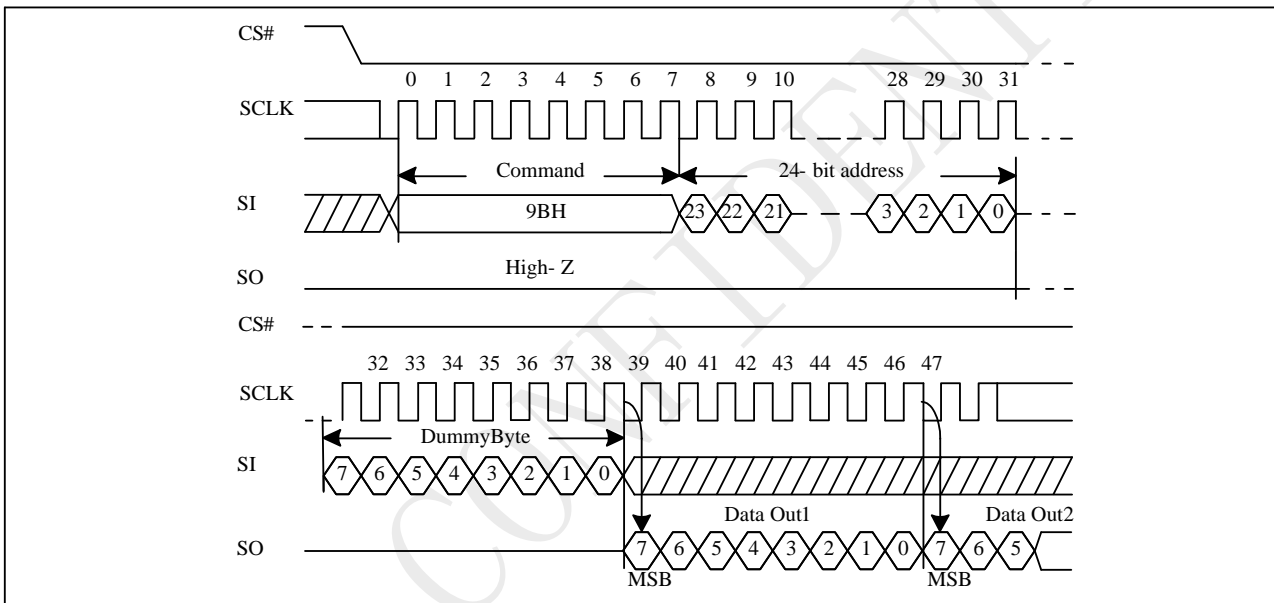 CS#
0 1 2 3 4 5 6 7 8 9 10 28 29 30 31
SCLK
Command 24- bit address
SI 9BH 23 22 21 3 2 1 0
SO High- Z
CS#
32 33 34 35 36 37 38 39 40 41 42 43 44 45 46 47
SCLK
DummyByte
SI 7 6 5 4 3 2 1 0
Data Out1 Data Out2
SO 7 6 5 4 3 2 1 0 7 6 5
MSB MSB
CONFIDENT